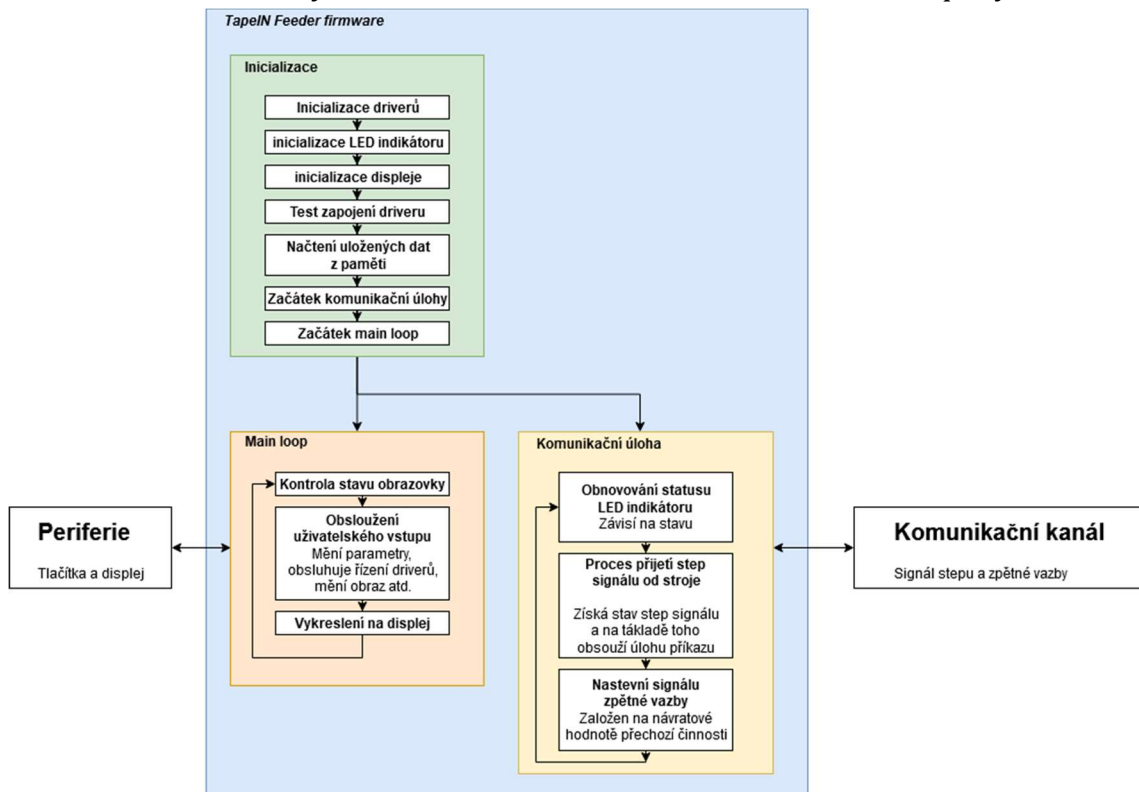 TapeIN Feeder firmware
Inicializace
Inicializace driverů
inicializace LED indikátoru
inicializace displeje
Test zapojení driveru
Načtení uložených dat
z paměti
Začátek komunikační úlohy
Začátek main loop
Main loop
Kontrola stavu obrazovky
Obsloužení
uživatelského vstupu
Mění parametry,
obsluhuje řízení driverů,
mění obraz atd.
Vykreslení na displej
Komunikační úloha
Obnovování statusu
LED indikátoru
Závisí na stavu
Proces přijetí step
signálu od stroje
Získá stav step signálu
a na tákladě toho
obsouží úlohu příkazu
Nastevní signálu
zpětné vazby
Založen na návratové
hodnotě přechozí činnosti
Periferie
Tlačítka a displej
Komunikační kanál
Signál stepu a zpětné vazby